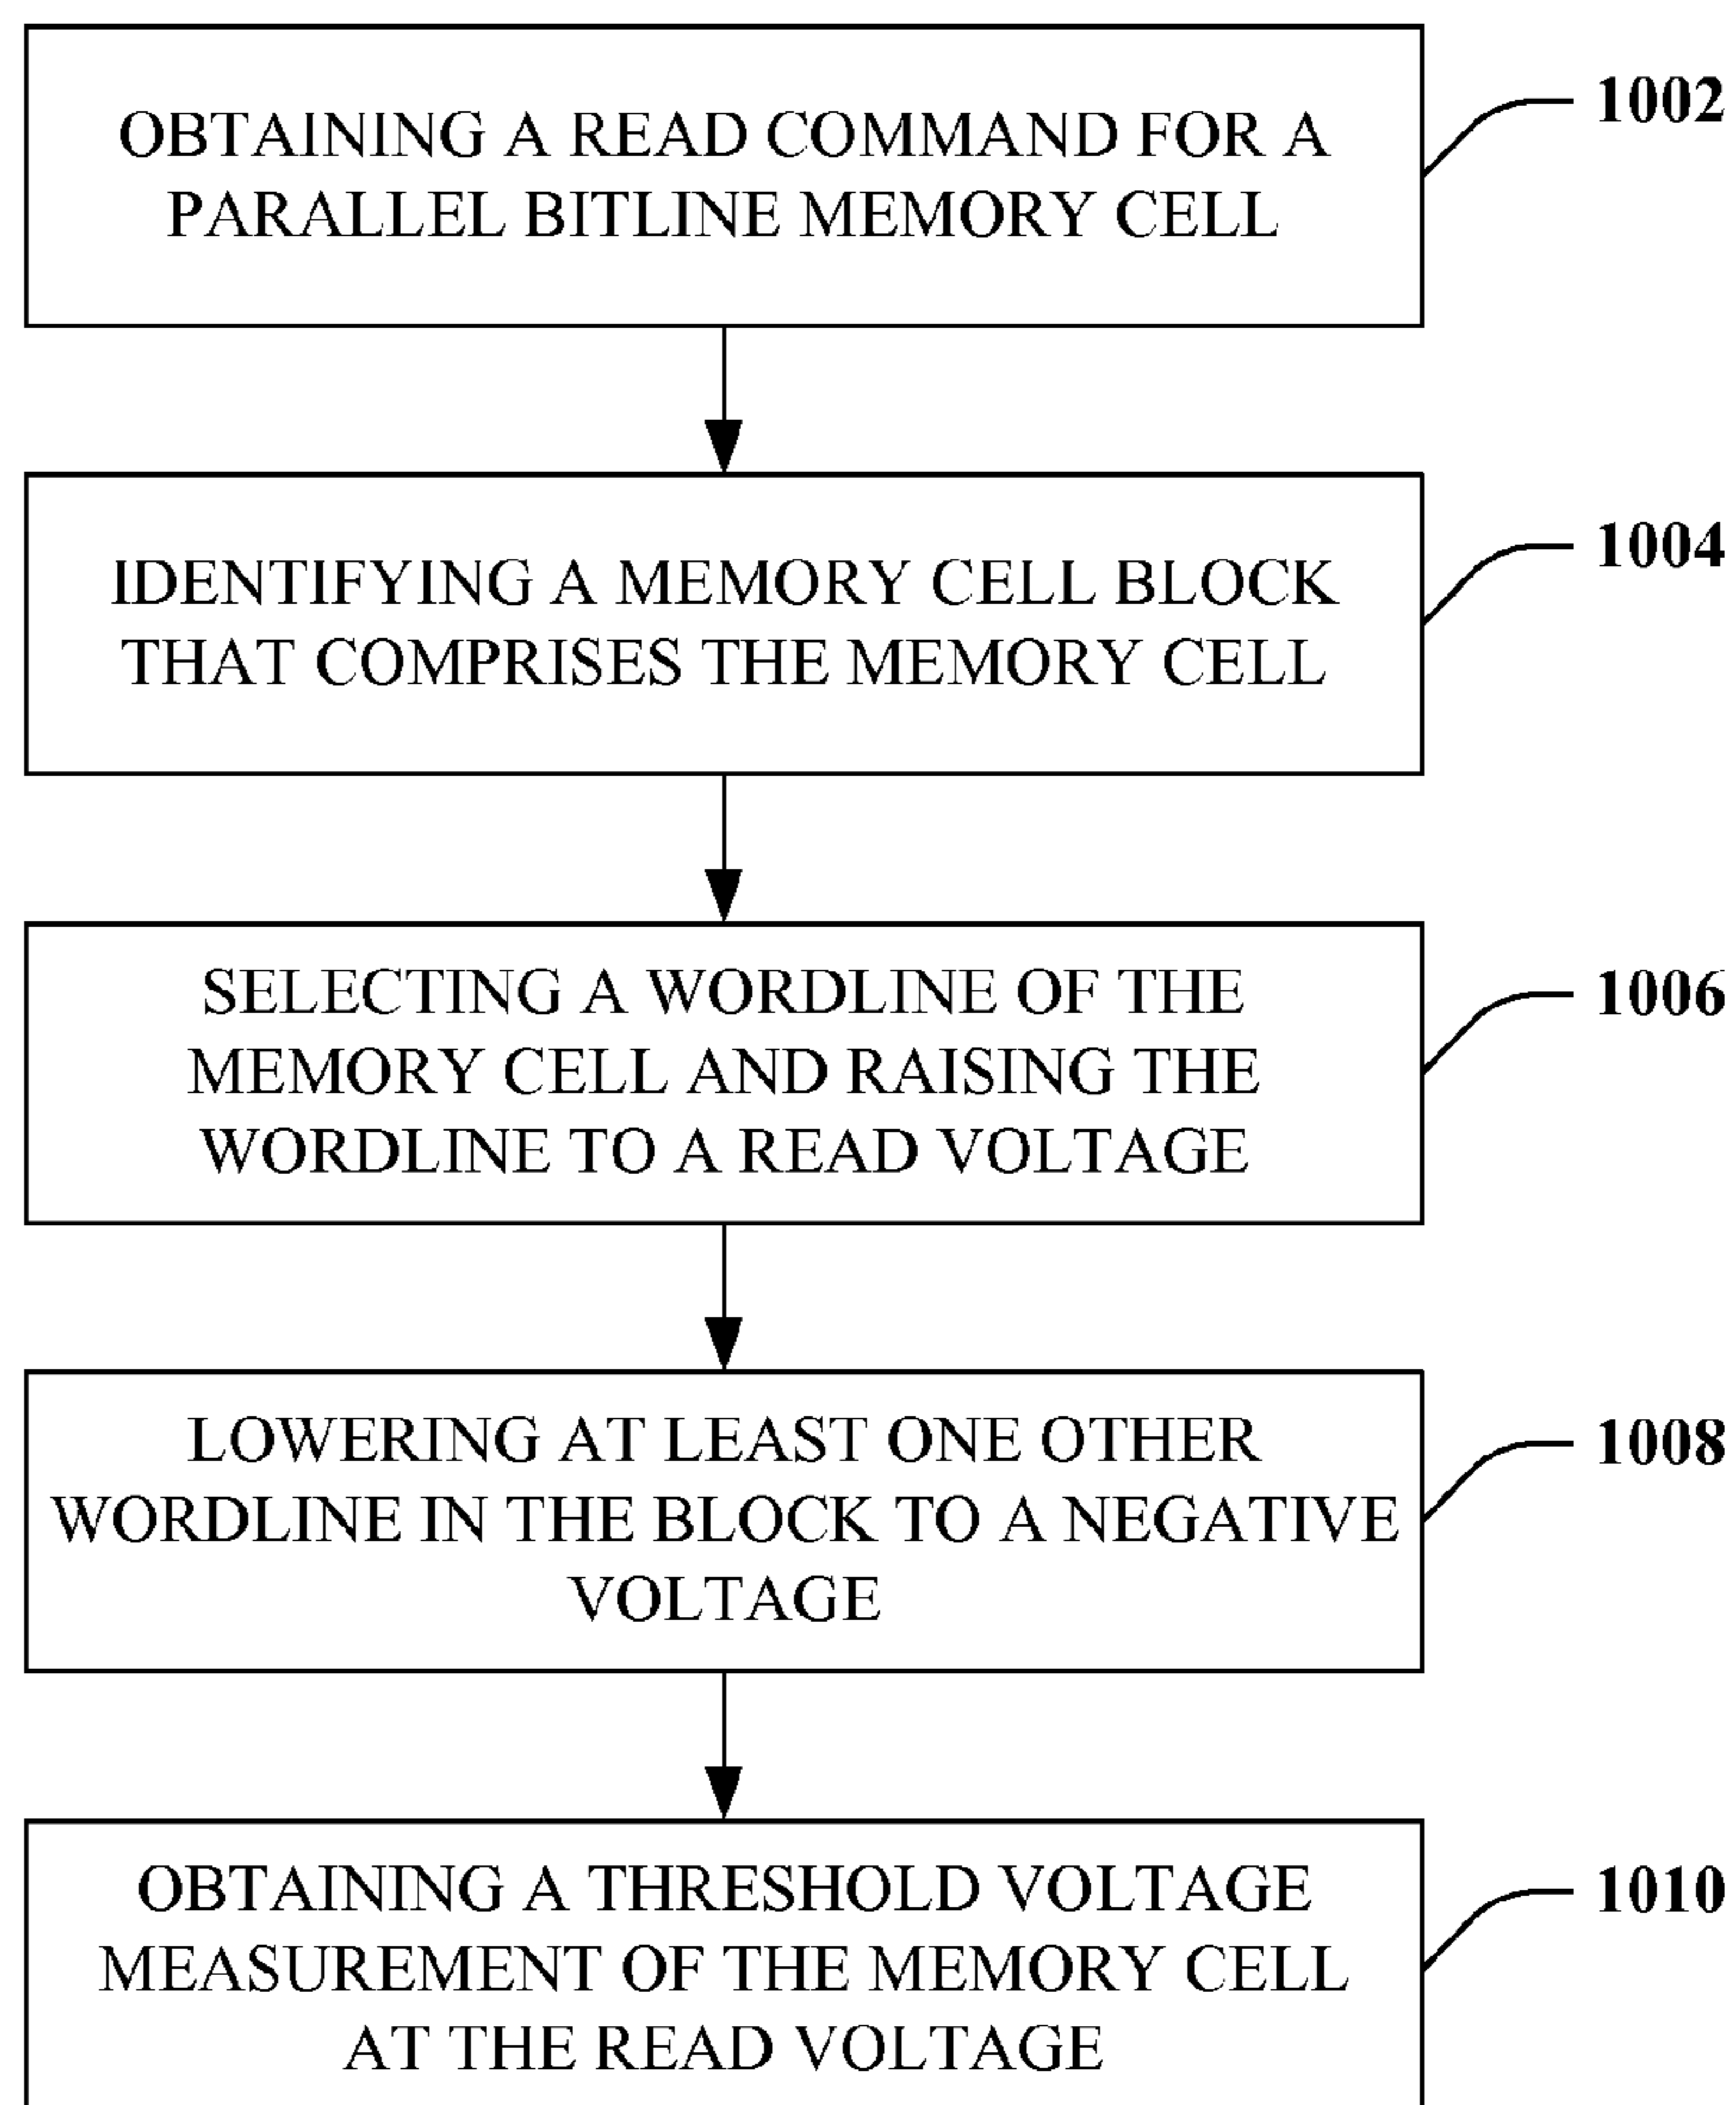 OBTAINING A READ COMMAND FOR A
PARALLEL BITLINE MEMORY CELL
1002
IDENTIFYING A MEMORY CELL BLOCK
THAT COMPRISES THE MEMORY CELL
1004
SELECTING A WORDLINE OF THE
MEMORY CELL AND RAISING THE
WORDLINE TO A READ VOLTAGE
1006
LOWERING AT LEAST ONE OTHER
WORDLINE IN THE BLOCK TO A NEGATIVE
VOLTAGE
1008
OBTAINING A THRESHOLD VOLTAGE
MEASUREMENT OF THE MEMORY CELL
AT THE READ VOLTAGE
1010